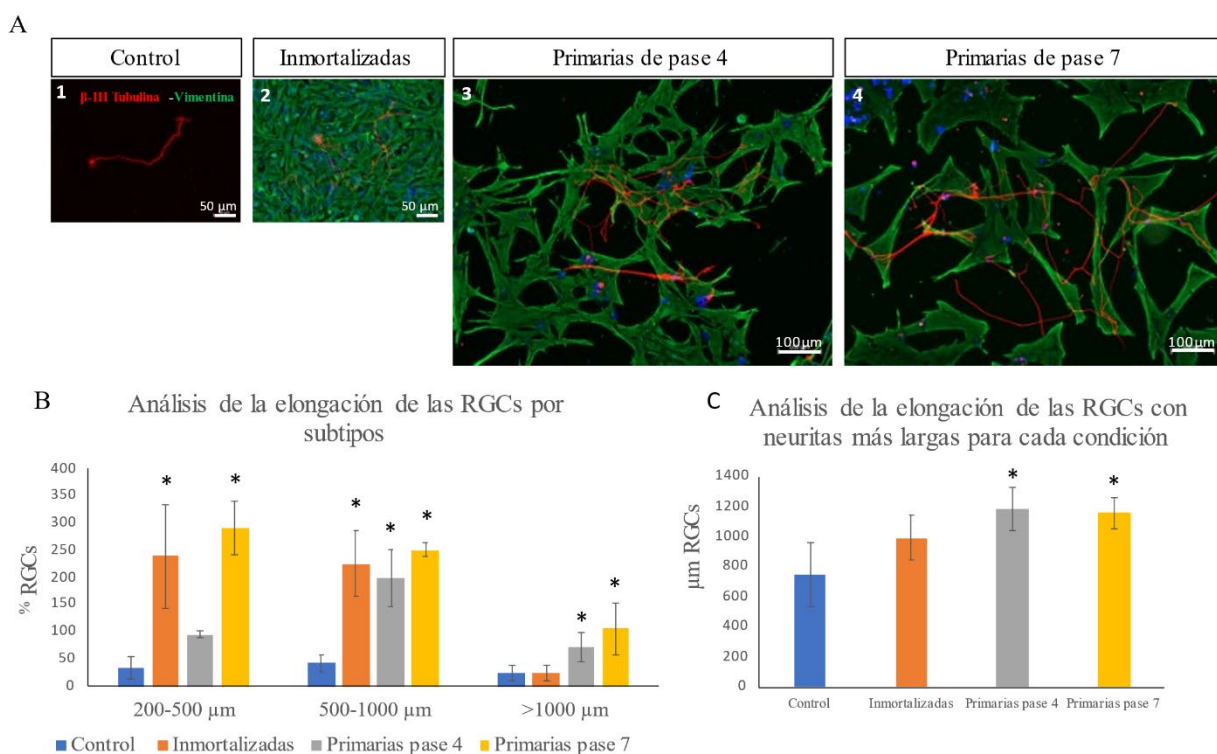 A
Control
Inmortalizadas
Primarias de pase 4
Primarias de pase 7
1
β-III Tubulina -Vimentina
50 µm
2
50 µm
3
100 µm
4
100 µm
B
Análisis de la elongación de las RGCs por
subtipos
% RGCs
400
350
300
250
200
150
100
50
0
* *
* * *
* *
200-500 µm
500-1000 µm
>1000 µm
Control Inmortalizadas Primarias pase 4 Primarias pase 7
C
Análisis de la elongación de las RGCs con
neuritas más largas para cada condición
µm RGCs
1400
1200
1000
800
600
400
200
0
* *
Control
Inmortalizadas
Primarias pase 4
Primarias pase 7